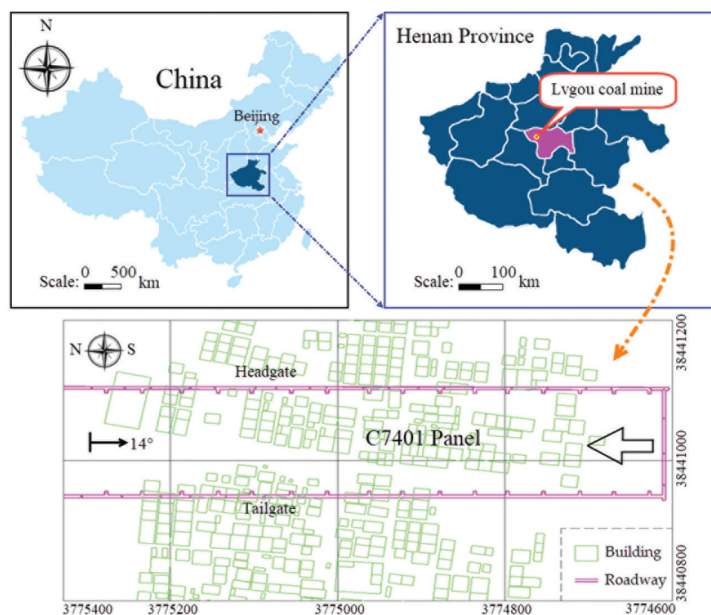 N
China
Beijing
Scale: 0 500 km
Henan Province
Lvgou coal mine
Scale: 0 100 km
N S
Headgate
C7401 Panel
14°
Tailgate
Building
Roadway
38441200
38441000
38440800
3775400 3775200 3775000 3774800 3774600